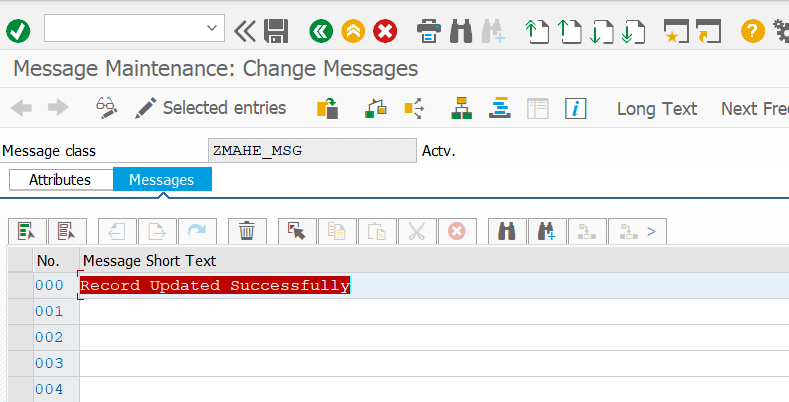 Message Maintenance: Change Messages
Selected entries
Long Text
Next Fre
Message class ZMAHE_MSG Actv.
Attributes Messages
No. Message Short Text
000 Record Updated Successfully
001
002
003
004